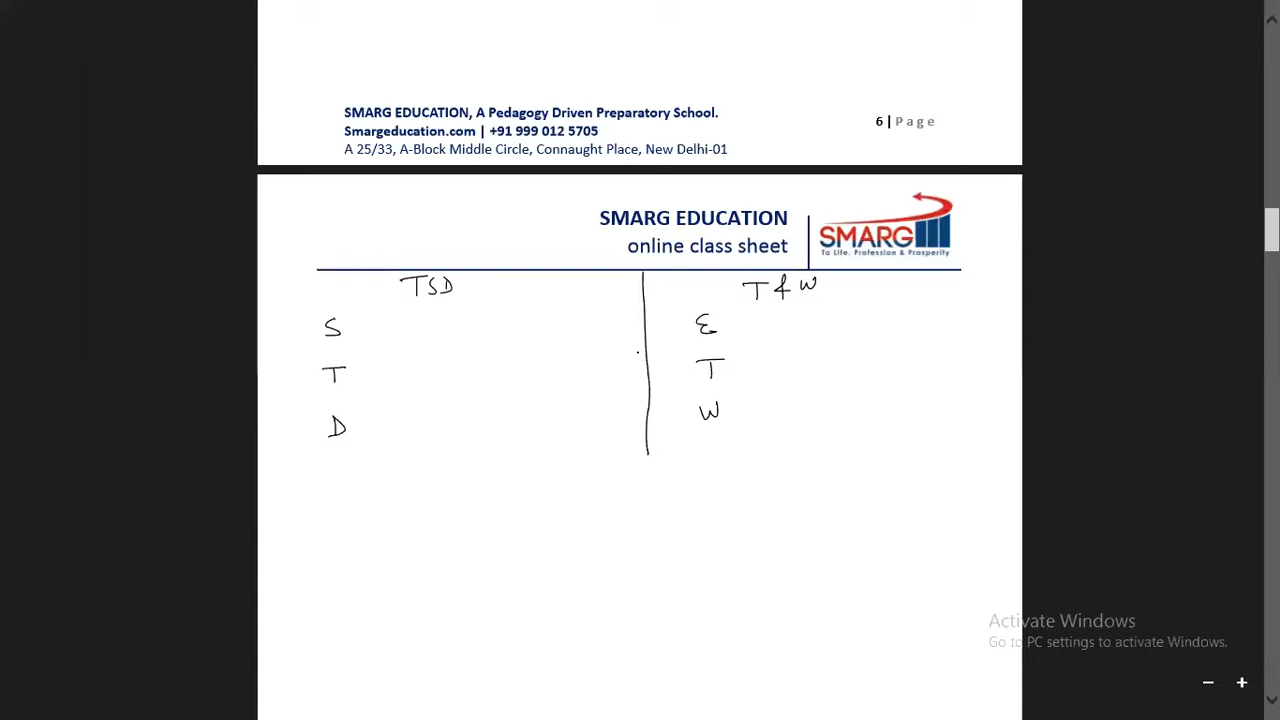 SMARG EDUCATION, A Pedagogy Driven Preparatory School.
Smargeducation.com | +91 999 012 5705
6 | Page
A 25/33, A-Block Middle Circle, Connaught Place, New Delhi-01
SMARG EDUCATION
online class sheet
SMARG
To Life, Profession & Prosperity
TSD
T & W
S
E
T
T
D
W
Activate Windows
Go to PC settings to activate Windows.